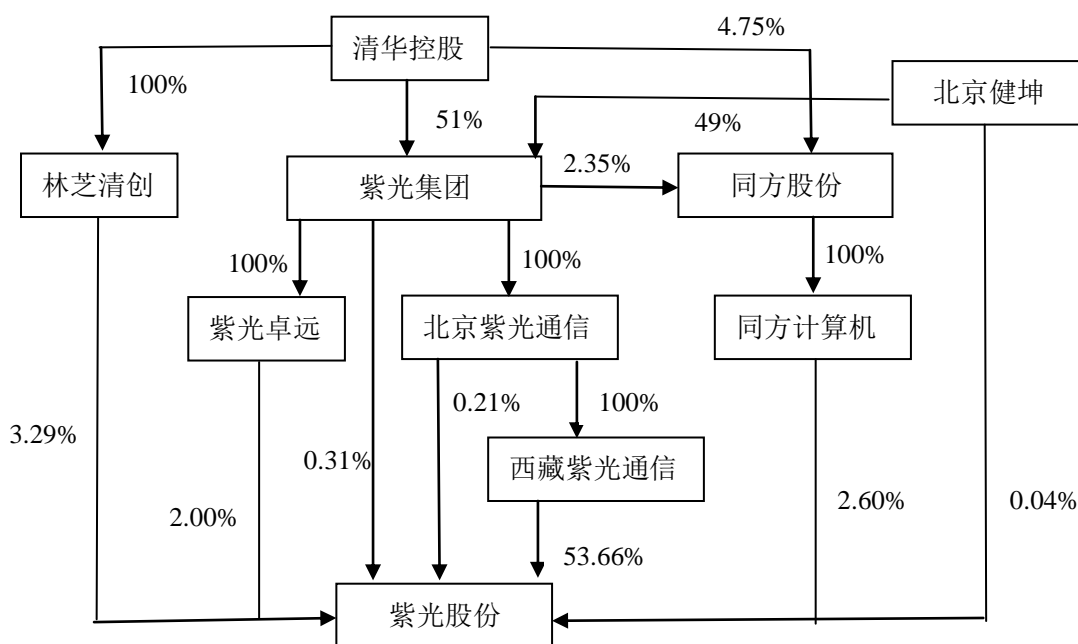 4.75%
清华控股
100%
北京健坤
51%
49%
2.35%
林芝清创
紫光集团
同方股份
100%
100%
100%
紫光卓远
北京紫光通信
同方计算机
0.21%
100%
3.29%
0.31%
西藏紫光通信
2.00%
2.60%
0.04%
53.66%
紫光股份